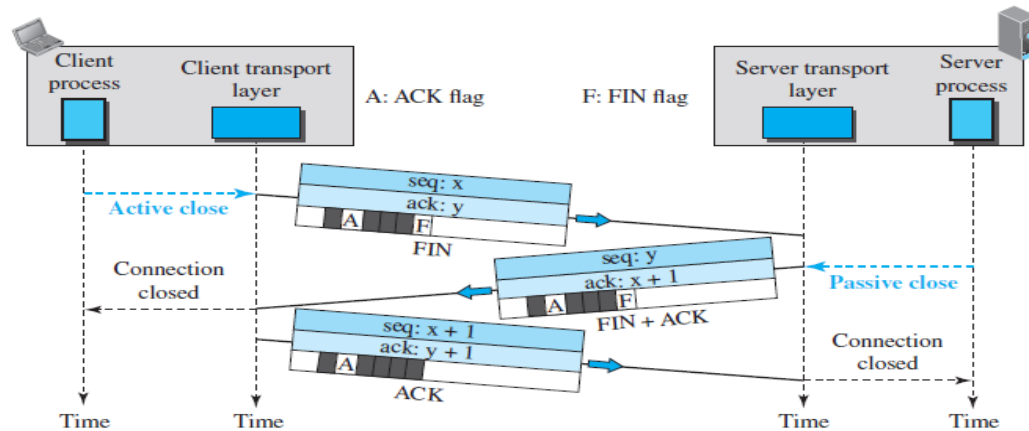 Client
process
Client transport
layer
A: ACK flag
F: FIN flag
Server transport
layer
Server
process
Active close
seq: x
ack: y
A
F
FIN
Passive close
seq: y
ack: x + 1
A
F
FIN + ACK
Connection
closed
seq: x + 1
ack: y + 1
A
ACK
Connection
closed
Time
Time
Time
Time